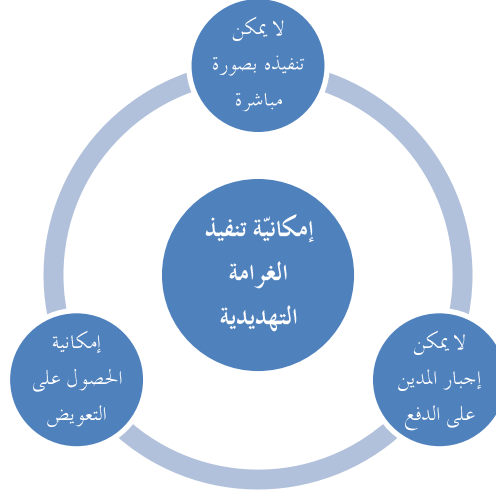 لا يمكن
تنفيذه بصورة
مباشرة
إمكانيّة تنفيذ
الغرامة
التهديدية
لا يمكن
إجبار المدين
على الدفع
إمكانية
الحصول على
التعويض